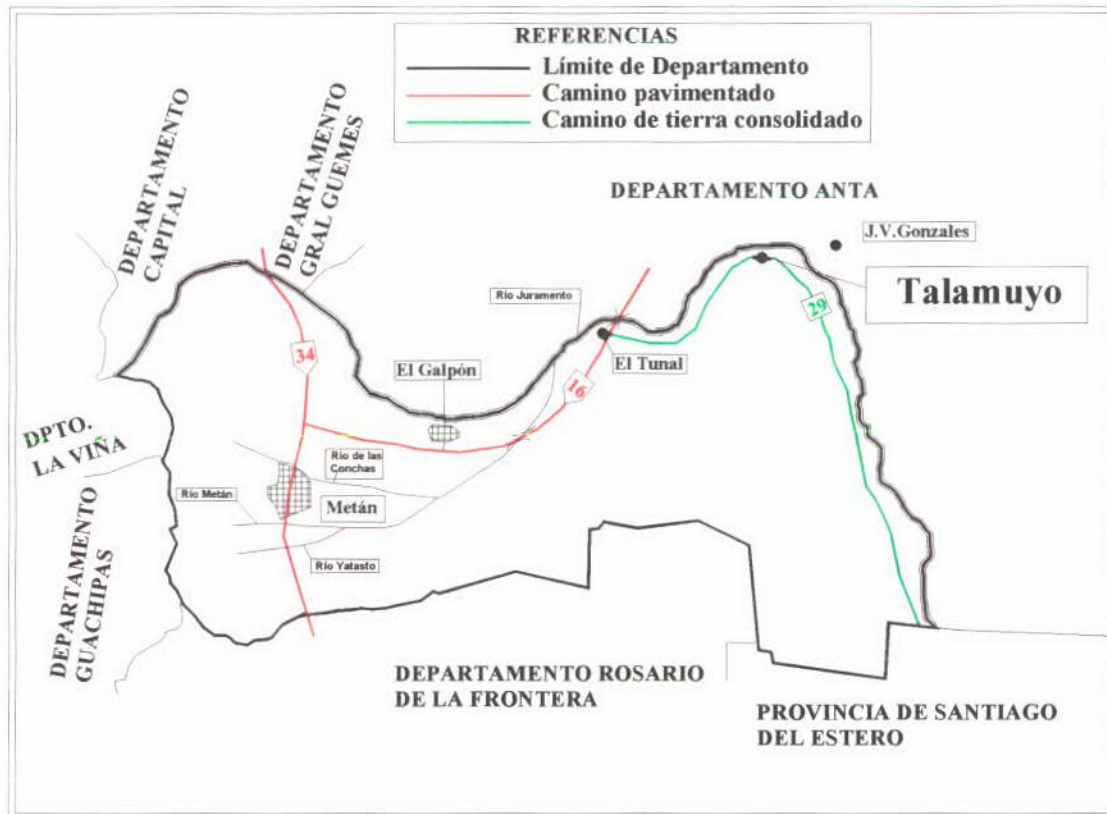 REFERENCIAS
Límite de Departamento
Camino pavimentado
Camino de tierra consolidado
DEPARTAMENTO
CAPITAL
DEPARTAMENTO
GRAL GUEMES
DEPARTAMENTO ANTA
J.V.Gonzales
Talamuyo
Río Juramento
29
34
El Galpón
El Tunal
16
DPTO.
LA VIÑA
Río de las
Conchas
Río Metán
Metán
Río Yatasto
DEPARTAMENTO
GUACHIPAS
DEPARTAMENTO ROSARIO
DE LA FRONTERA
PROVINCIA DE SANTIAGO
DEL ESTERO